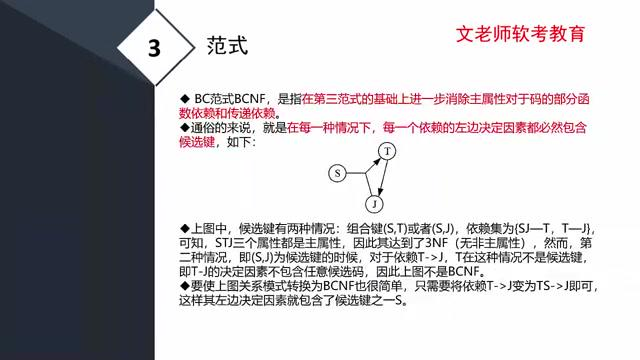 3
范式
文老师软考教育
◆ BC范式BCNF，是指在第三范式的基础上进一步消除主属性对于码的部分函
数依赖和传递依赖。
◆通俗的来说，就是在每一种情况下，每一个依赖的左边决定因素都必然包含
候选键，如下：
T
S
J
◆上图中，候选键有两种情况：组合键(S,T)或者(S,J)，依赖集为{SJ—T，T—J}，
可知，STJ三个属性都是主属性，因此其达到了3NF（无非主属性），然而，第
二种情况，即(S,J)为候选键的时候，对于依赖T->J，T在这种情况不是候选键，
即T-J的决定因素不包含任意候选码，因此上图不是BCNF。
◆要使上图关系模式转换为BCNF也很简单，只需要将依赖T->J变为TS->J即可，
这样其左边决定因素就包含了候选键之一S。